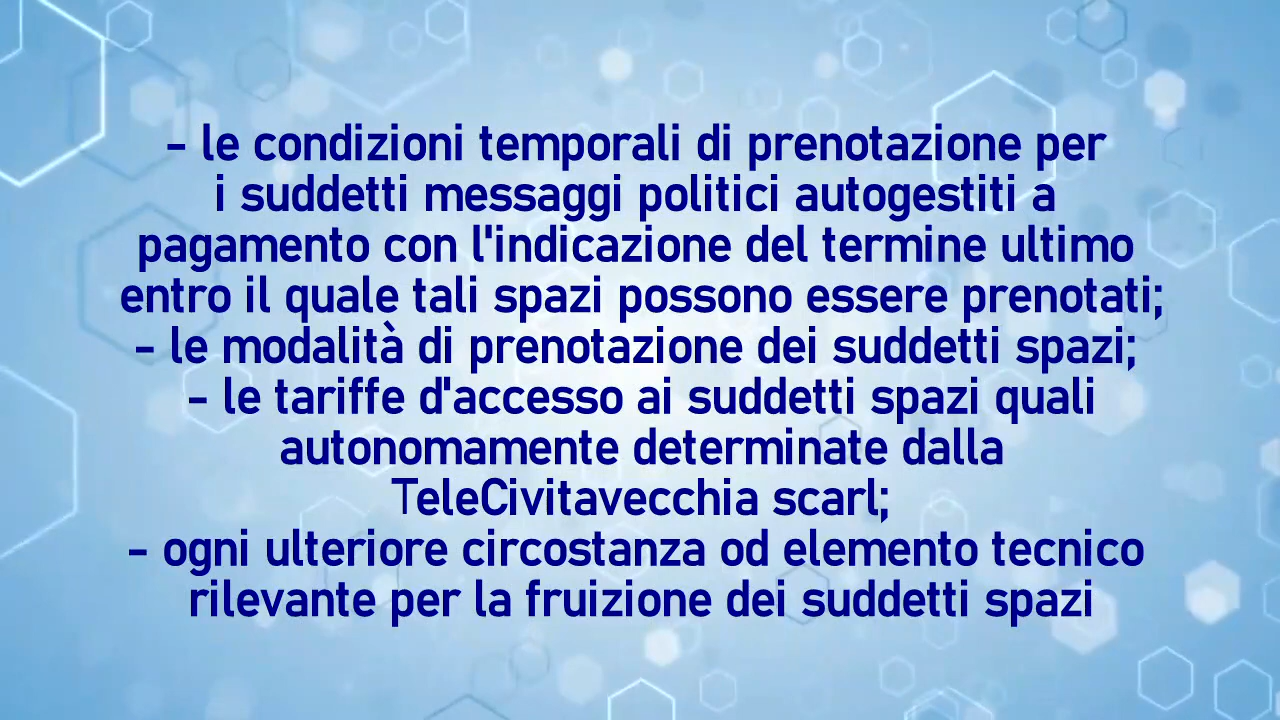 - le condizioni temporali di prenotazione per
i suddetti messaggi politici autogestiti a
pagamento con l'indicazione del termine ultimo
entro il quale tali spazi possono essere prenotati;
- le modalità di prenotazione dei suddetti spazi;
- le tariffe d'accesso ai suddetti spazi quali
autonomamente determinate dalla
TeleCivitavecchia scarl;
- ogni ulteriore circostanza od elemento tecnico
rilevante per la fruizione dei suddetti spazi